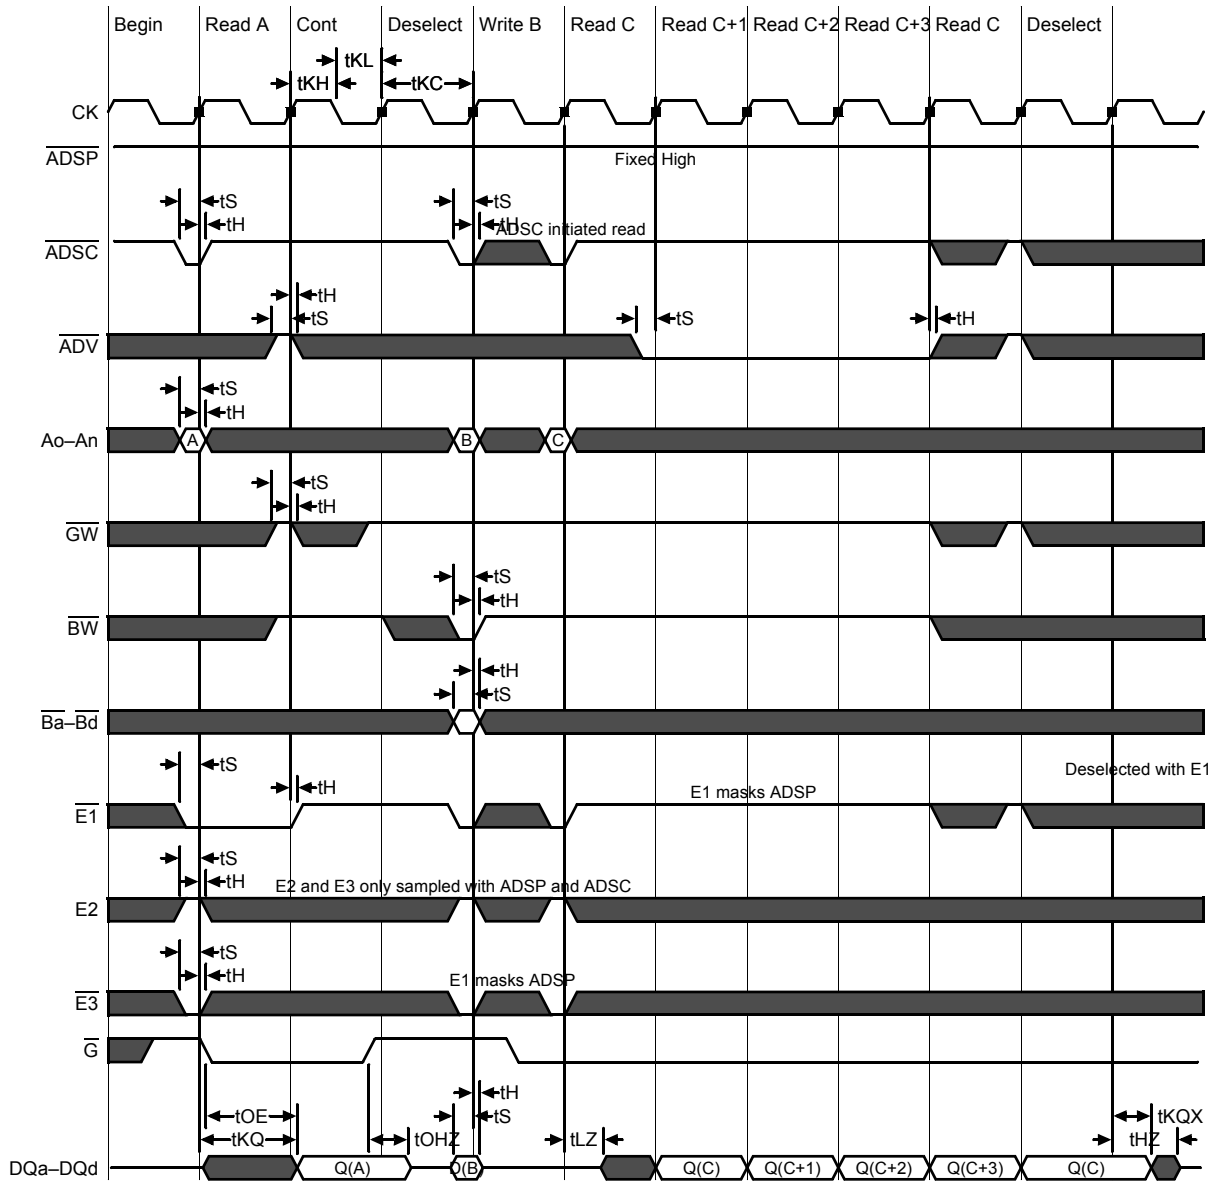 Begin Read A Cont Deselect Write B Read C Read C+1 Read C+2 Read C+3 Read C Deselect
tKL
tKH tKC
CK
ADSP
Fixed High
tS tS
tH tH
ADSC initiated read
ADSC
tH
tS tS tH
ADV
tS
tH
Ao–An A B C
tS
tH
GW
tS
tH
BW
tH
tS
Ba–Bd
tS
Deselected with E1
tH
E1 masks ADSP
E1
tS
tH
E2 and E3 only sampled with ADSP and ADSC
E2
tS
tH
E1 masks ADSP
E3
G
tH
tOE tS tKQX
tKQ tOHZ tLZ tHZ
DQa–DQd Q(A) D(B) Q(C) Q(C+1) Q(C+2) Q(C+3) Q(C)